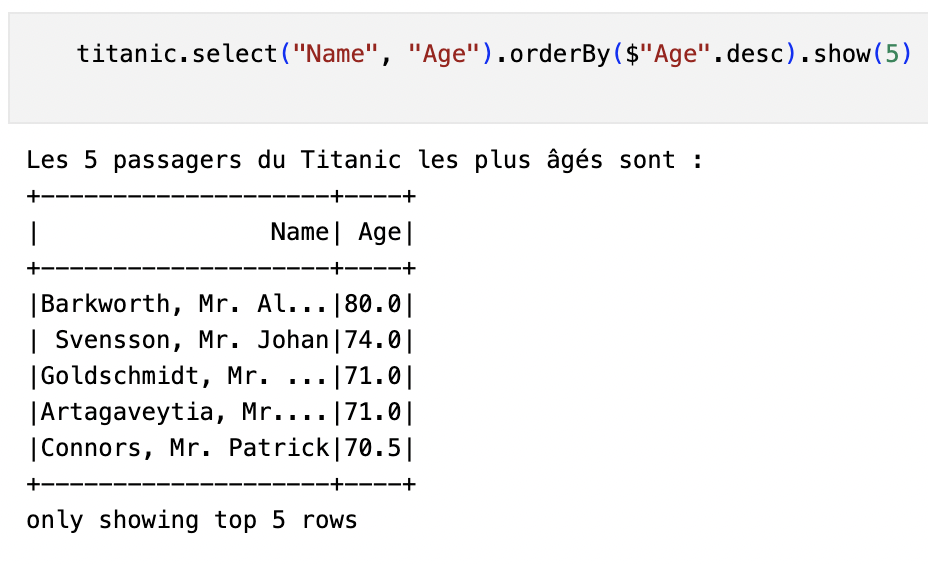 titanic.select("Name", "Age").orderBy($"Age".desc).show(5)
Les 5 passagers du Titanic les plus âgés sont :
+--------------------+----+
|                Name| Age|
+--------------------+----+
|Barkworth, Mr. Al...|80.0|
| Svensson, Mr. Johan|74.0|
|Goldschmidt, Mr. ...|71.0|
|Artagaveytia, Mr....|71.0|
|Connors, Mr. Patrick|70.5|
+--------------------+----+
only showing top 5 rows